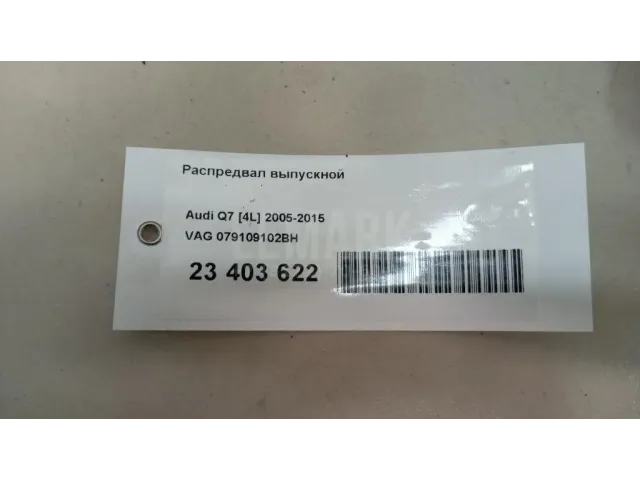 Распредвал выпускной
Audi Q7 [4L] 2005-2015
VAG 079109102BH
23 403 622